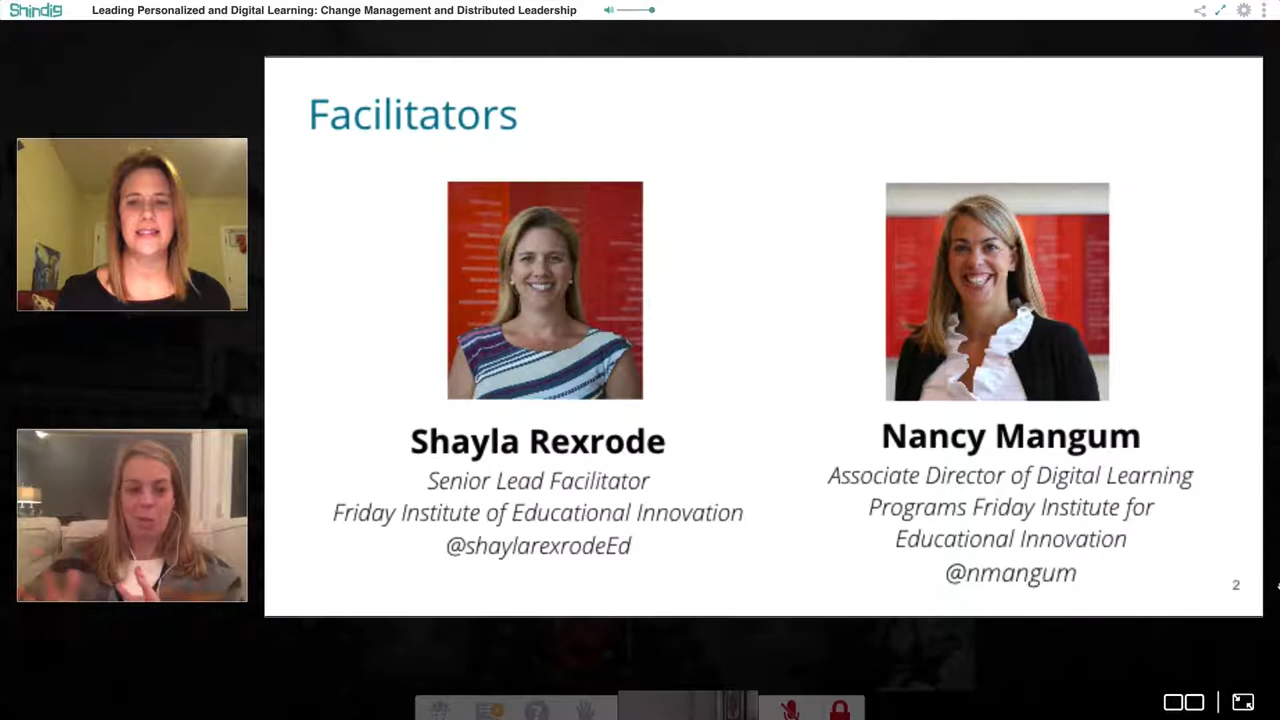 Shindig
Leading Personalized and Digital Learning: Change Management and Distributed Leadership
Facilitators
Shayla Rexrode
Senior Lead Facilitator
Friday Institute of Educational Innovation
@shaylarexrodeEd
Nancy Mangum
Associate Director of Digital Learning
Programs Friday Institute for
Educational Innovation
@nmangum
2